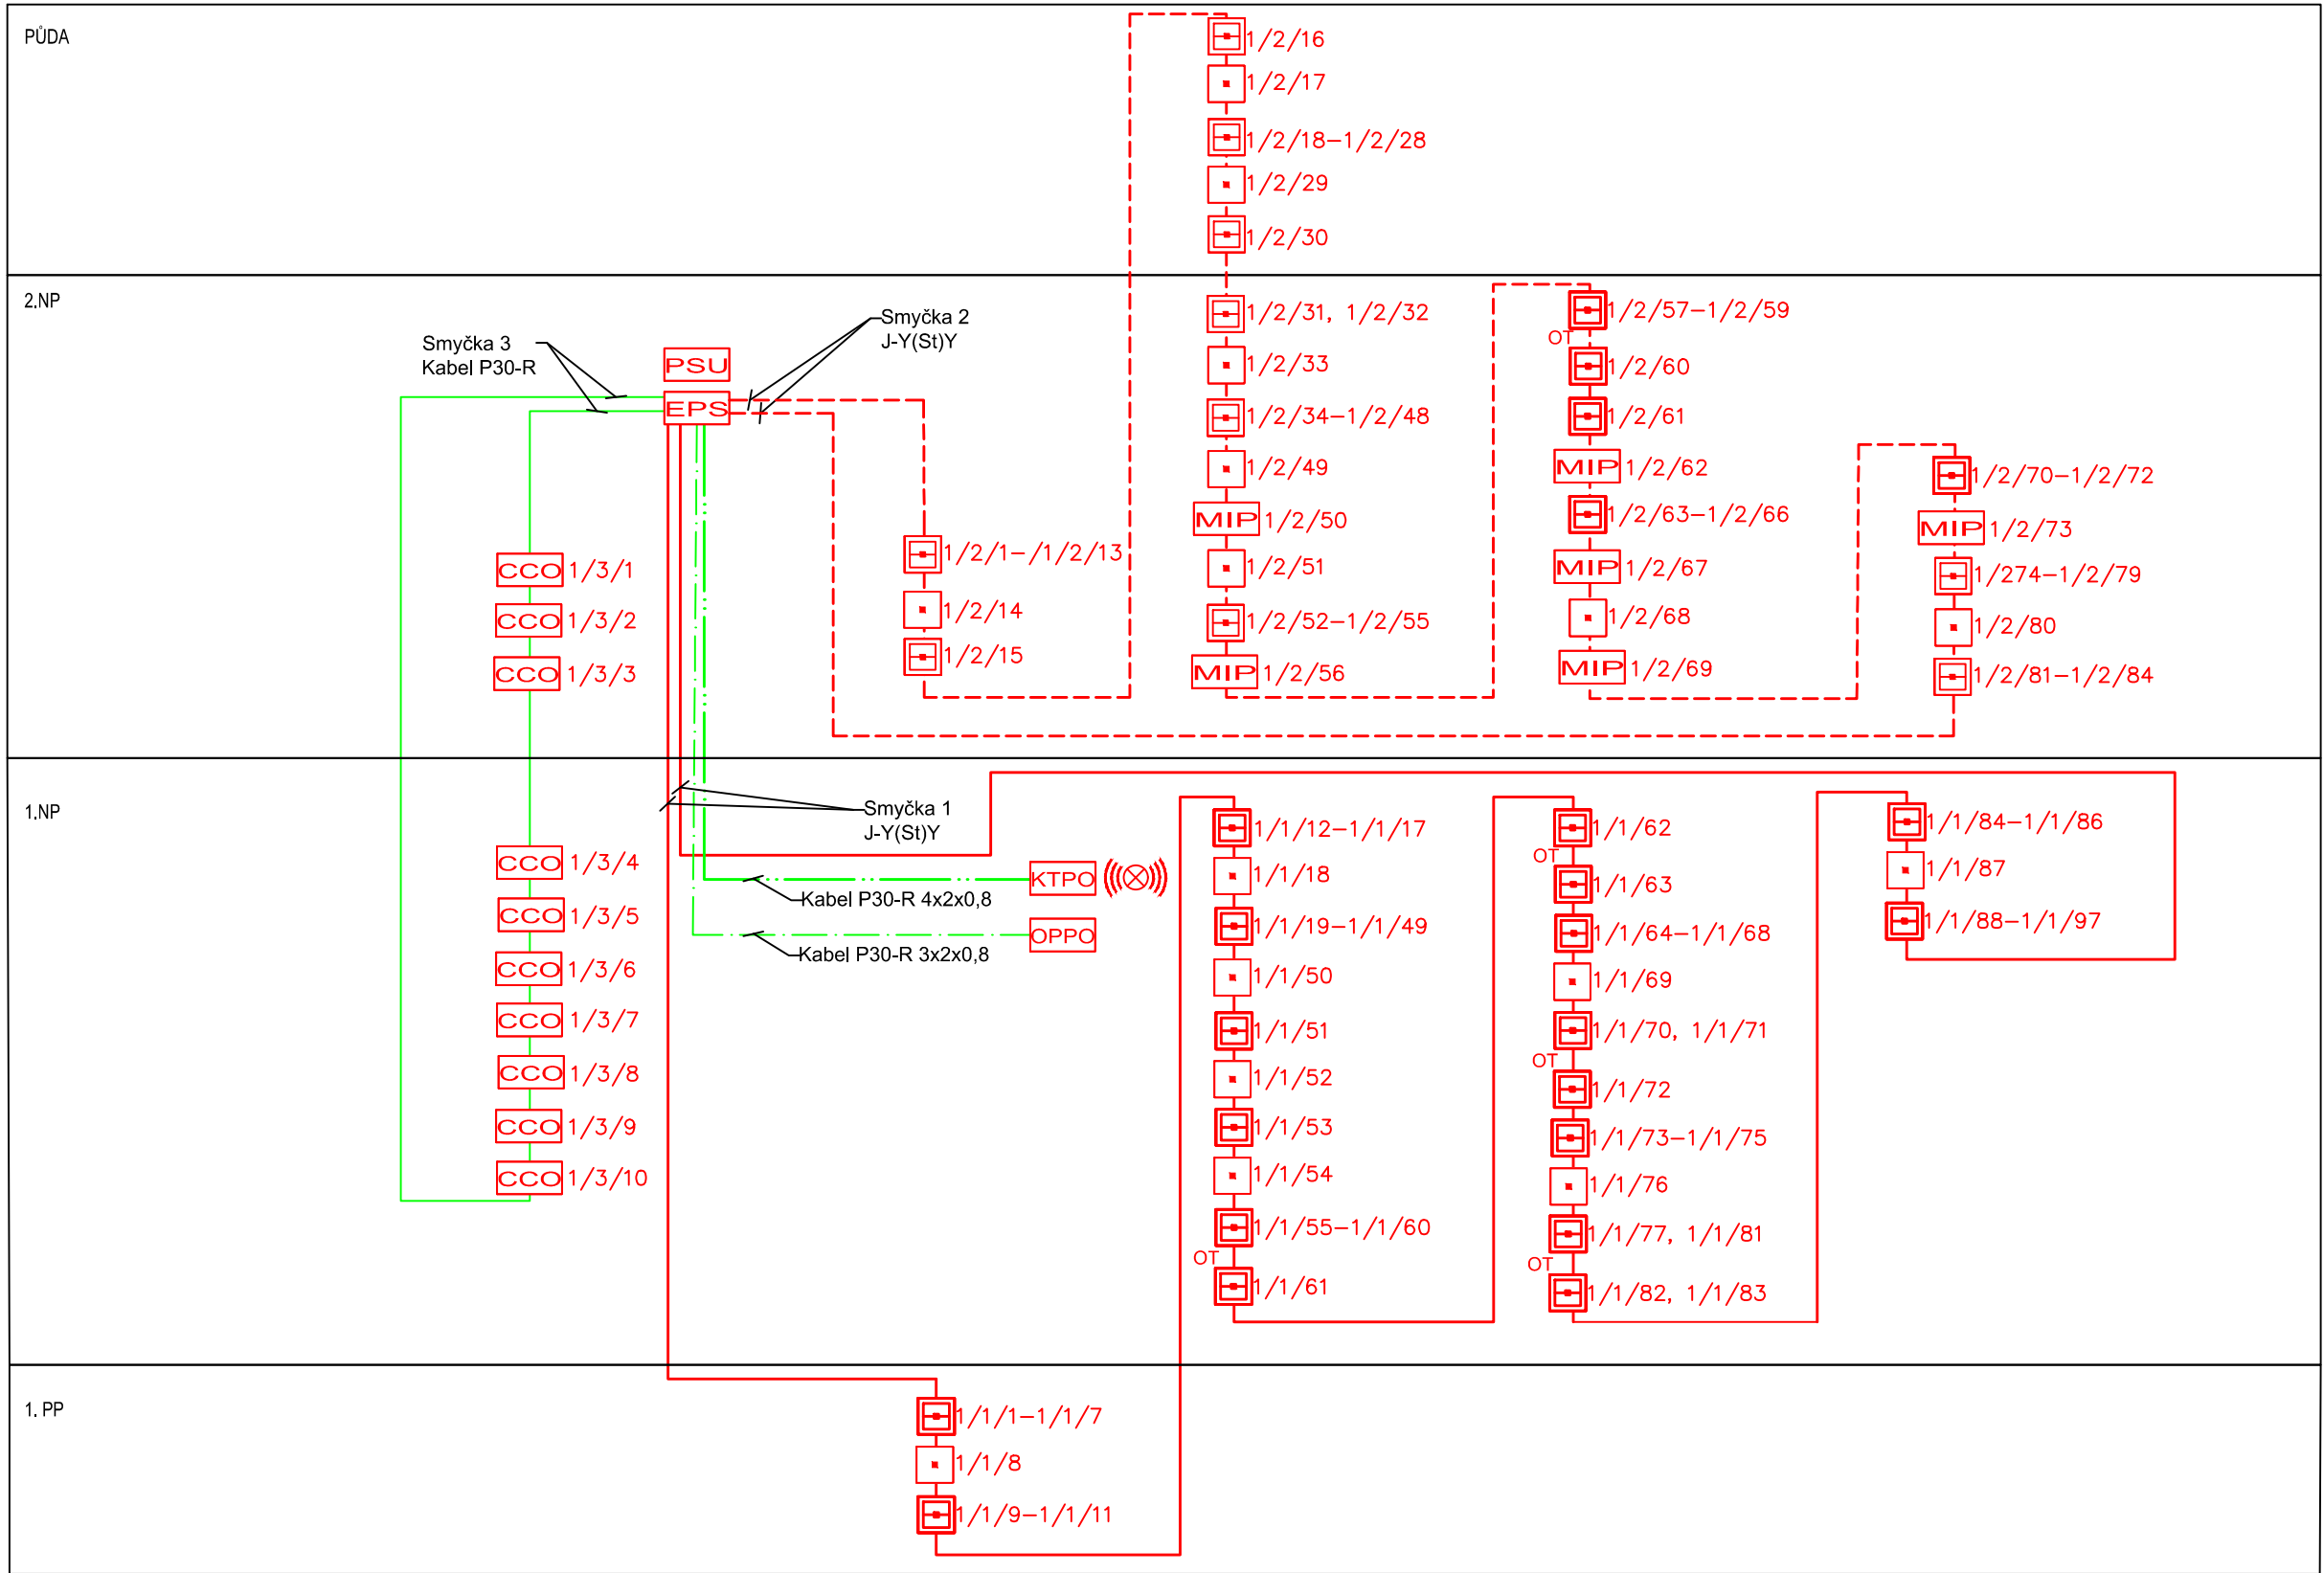 PŮDA
1/2/16
1/2/17
1/2/18-1/2/28
1/2/29
1/2/30
2.NP
Smyčka 3
Kabel P30-R
PSU
EPS
Smyčka 2
J-Y(St)Y
CCO 1/3/1
CCO 1/3/2
CCO 1/3/3
1/2/1-/1/2/13
1/2/14
1/2/15
1/2/31, 1/2/32
1/2/33
1/2/34-1/2/48
1/2/49
MIP 1/2/50
1/2/51
1/2/52-1/2/55
MIP 1/2/56
1/2/57-1/2/59
OT
1/2/60
1/2/61
MIP 1/2/62
1/2/63-1/2/66
MIP 1/2/67
1/2/68
MIP 1/2/69
1/2/70-1/2/72
MIP 1/2/73
1/274-1/2/79
1/2/80
1/2/81-1/2/84
1.NP
Smyčka 1
J-Y(St)Y
KTPO
Kabel P30-R 4x2x0,8
OPPO
Kabel P30-R 3x2x0,8
CCO 1/3/4
CCO 1/3/5
CCO 1/3/6
CCO 1/3/7
CCO 1/3/8
CCO 1/3/9
CCO 1/3/10
1/1/12-1/1/17
1/1/18
1/1/19-1/1/49
1/1/50
1/1/51
1/1/52
1/1/53
1/1/54
1/1/55-1/1/60
OT
1/1/61
1/1/62
OT
1/1/63
1/1/64-1/1/68
1/1/69
1/1/70, 1/1/71
OT
1/1/72
1/1/73-1/1/75
1/1/76
1/1/77, 1/1/81
OT
1/1/82, 1/1/83
1/1/84-1/1/86
1/1/87
1/1/88-1/1/97
1. PP
1/1/1-1/1/7
1/1/8
1/1/9-1/1/11